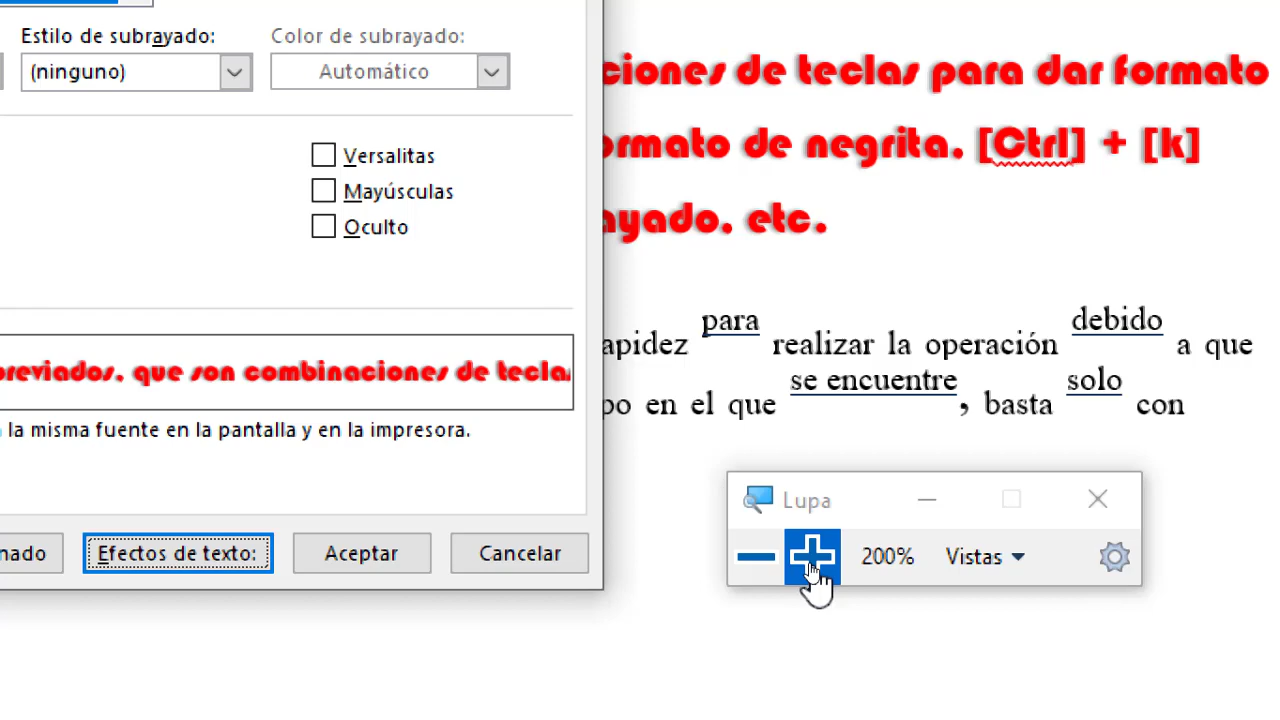 Estilo de subrayado: Color de subrayado:
(ninguno) Automático
Versalitas
Mayúsculas
Oculto
breviados, que son combinaciones de teclas
la misma fuente en la pantalla y en la impresora.
nado Efectos de texto: Aceptar Cancelar
ciones de teclas para dar formato
ormato de negrita. [Ctrl] + [k]
ayado. etc.
apidez para realizar la operación debido a que
po en el que se encuentre, basta solo con
Lupa
200% Vistas